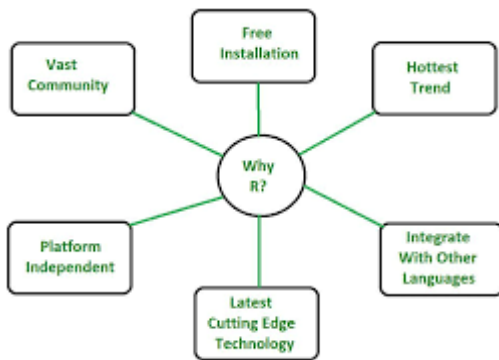 Free
Installation
Vast
Community
Hottest
Trend
Why
R?
Platform
Independent
Integrate
With Other
Languages
Latest
Cutting Edge
Technology